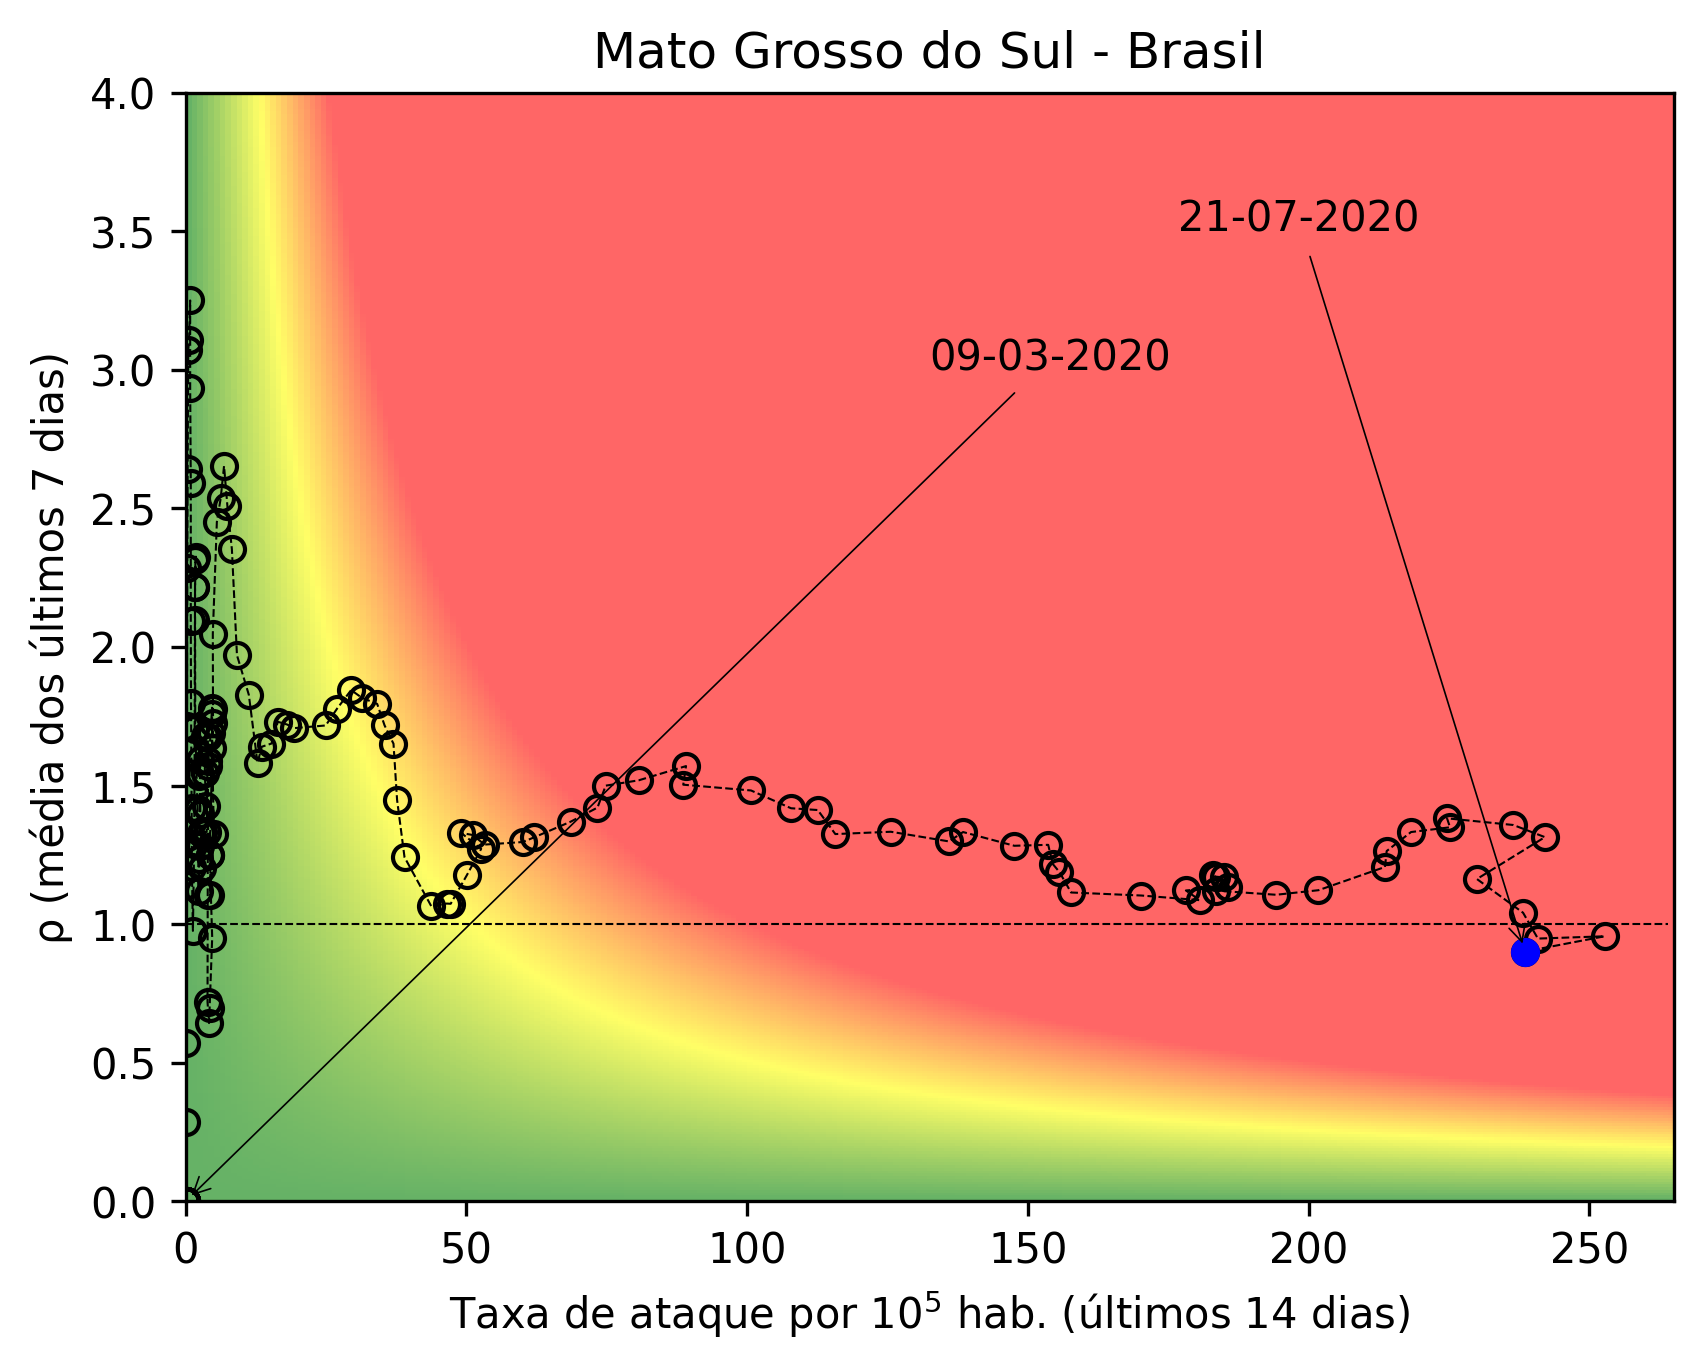 Mato Grosso do Sul - Brasil
4.0
3.5
3.0
2.5
2.0
1.5
1.0
0.5
0.0
ρ (média dos últimos 7 dias)
21-07-2020
09-03-2020
0 50 100 150 200 250
Taxa de ataque por 10⁵ hab. (últimos 14 dias)